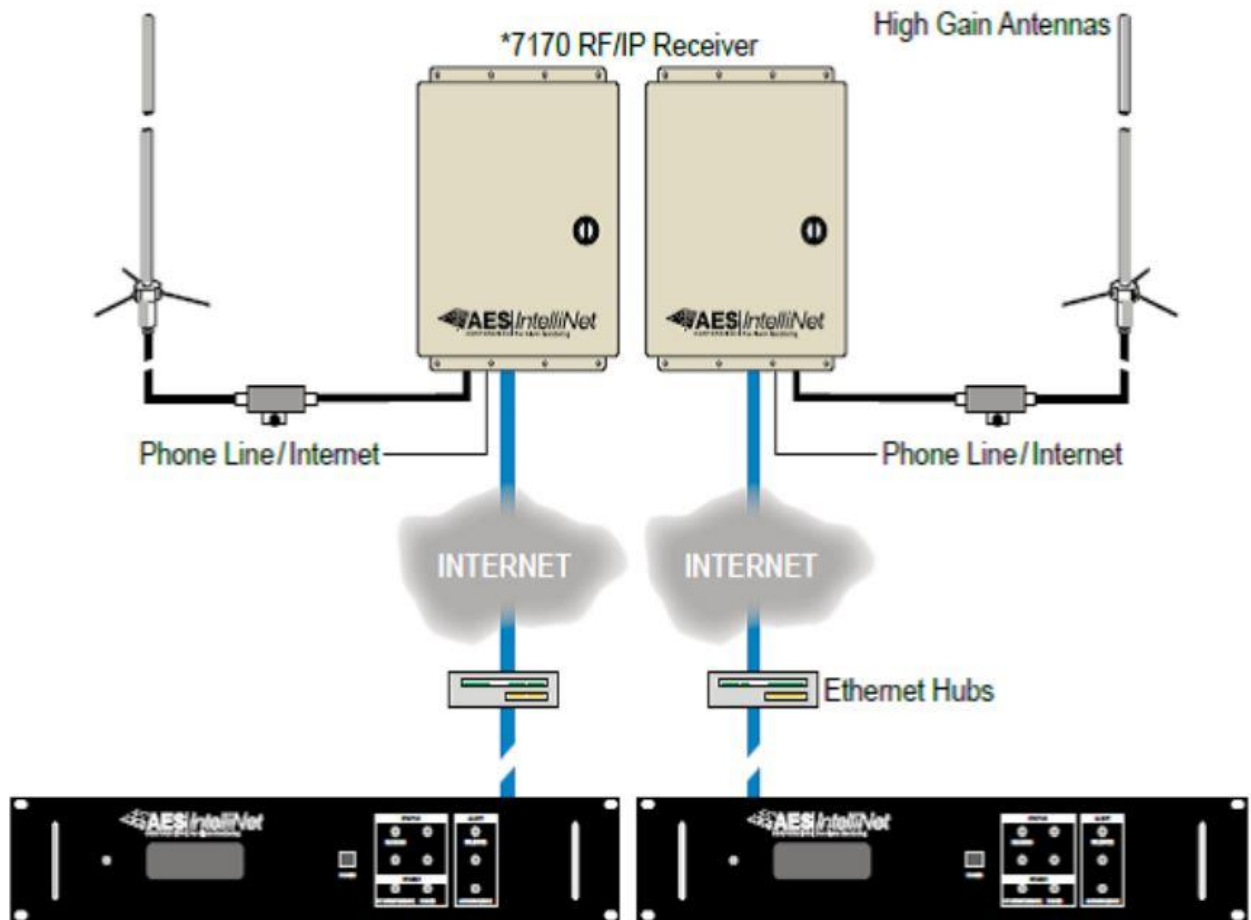 *7170 RF/IP Receiver
High Gain Antennas
AES IntelliNet
AES IntelliNet
Phone Line/Internet
Phone Line/Internet
INTERNET
INTERNET
Ethernet Hubs
AES IntelliNet
AES IntelliNet